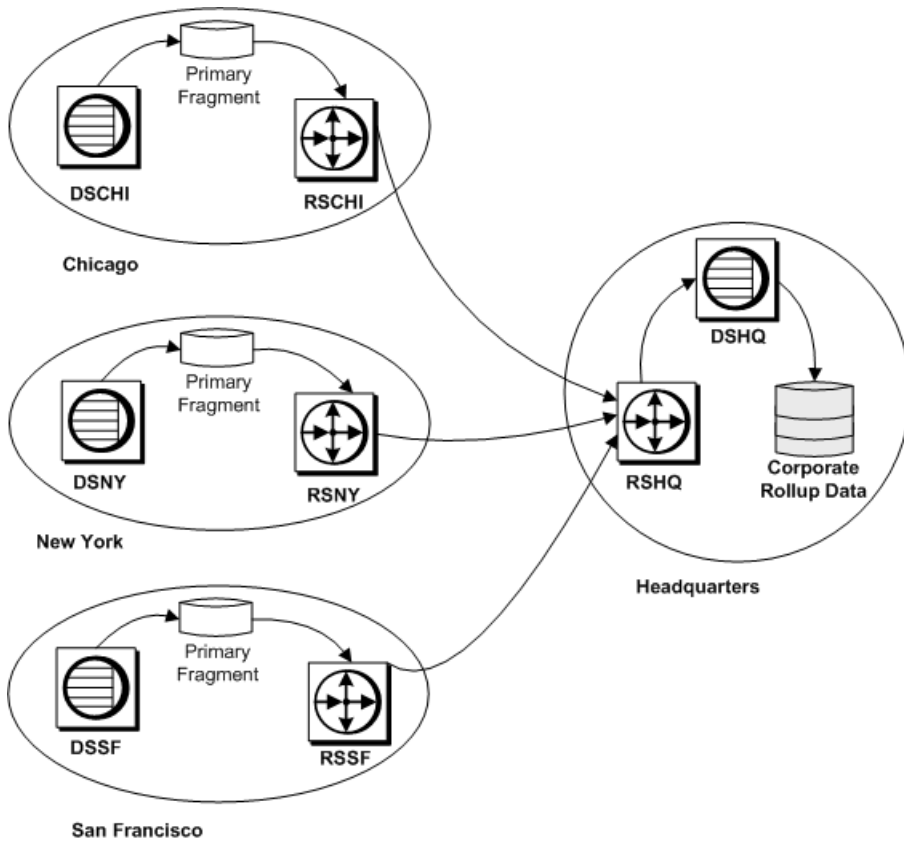 Primary
Fragment
DSCHI
RSCHI
Chicago
Primary
Fragment
DSNY
RSNY
New York
Primary
Fragment
DSSF
RSSF
San Francisco
DSHQ
RSHQ
Corporate
Rollup Data
Headquarters